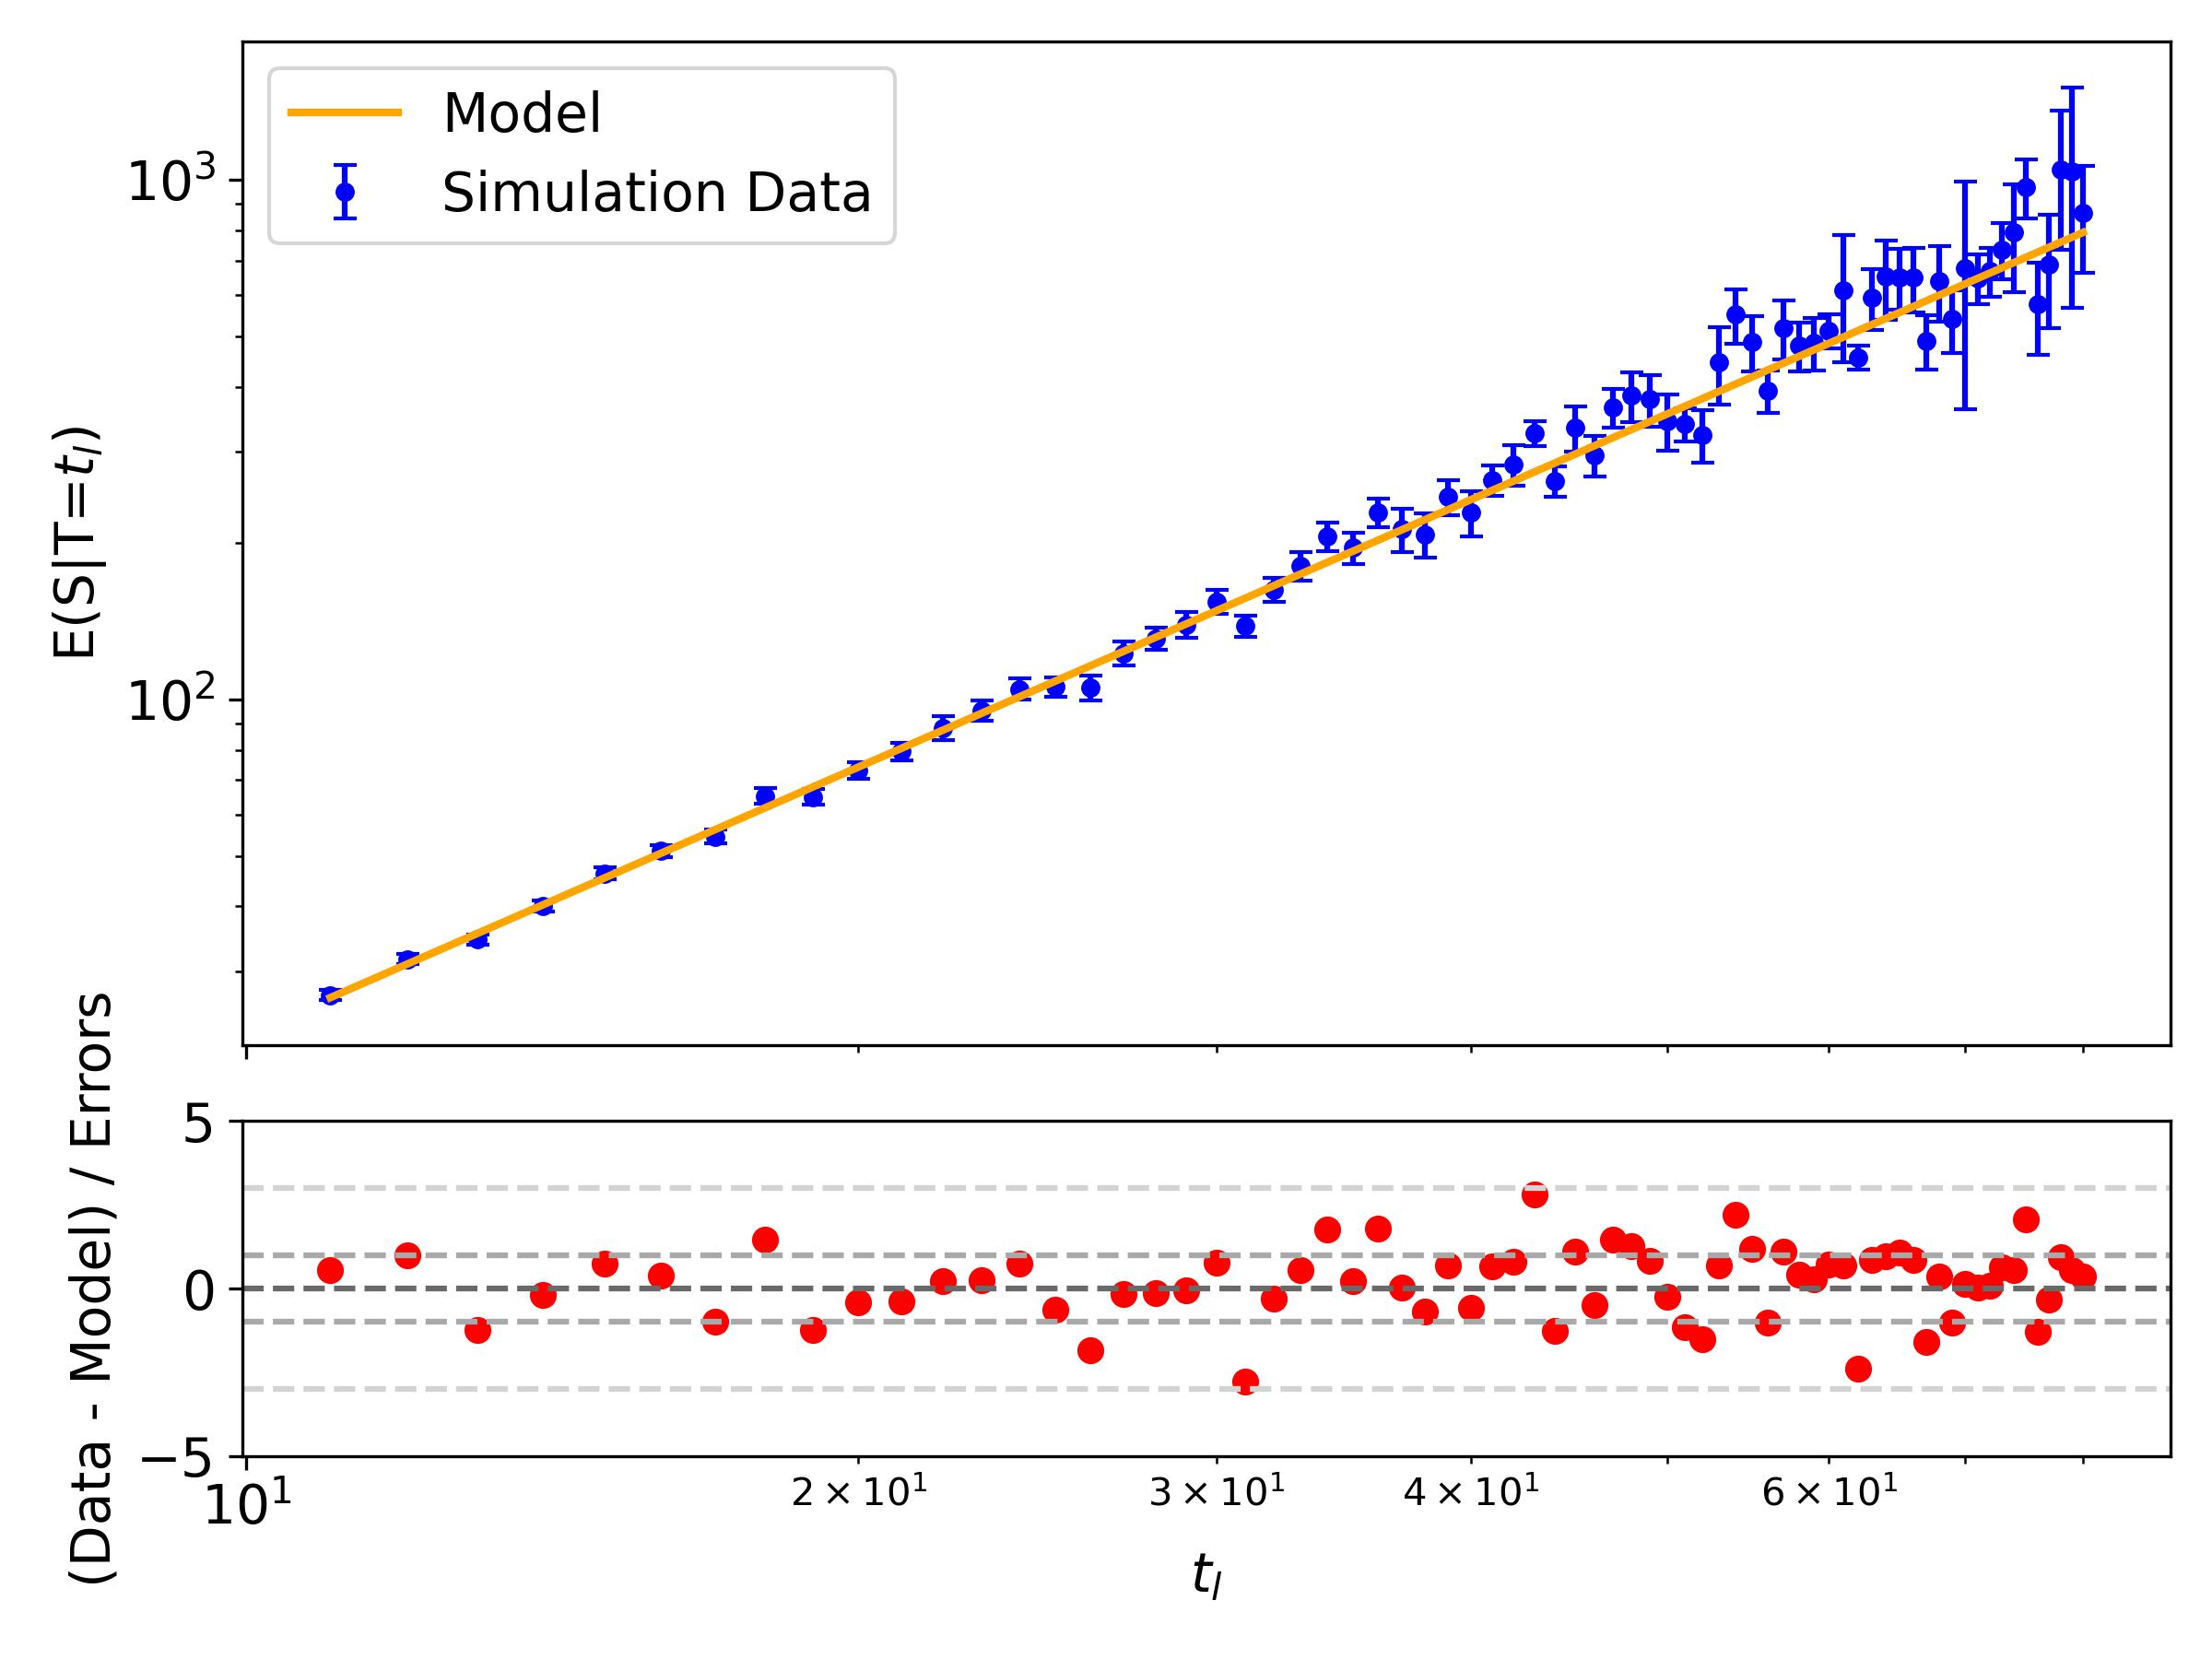 Model
Simulation Data
10³
10²
E(S|T=tₗ)
5
0
−5
(Data - Model) / Errors
10¹
2 × 10¹
3 × 10¹
4 × 10¹
6 × 10¹
tₗ